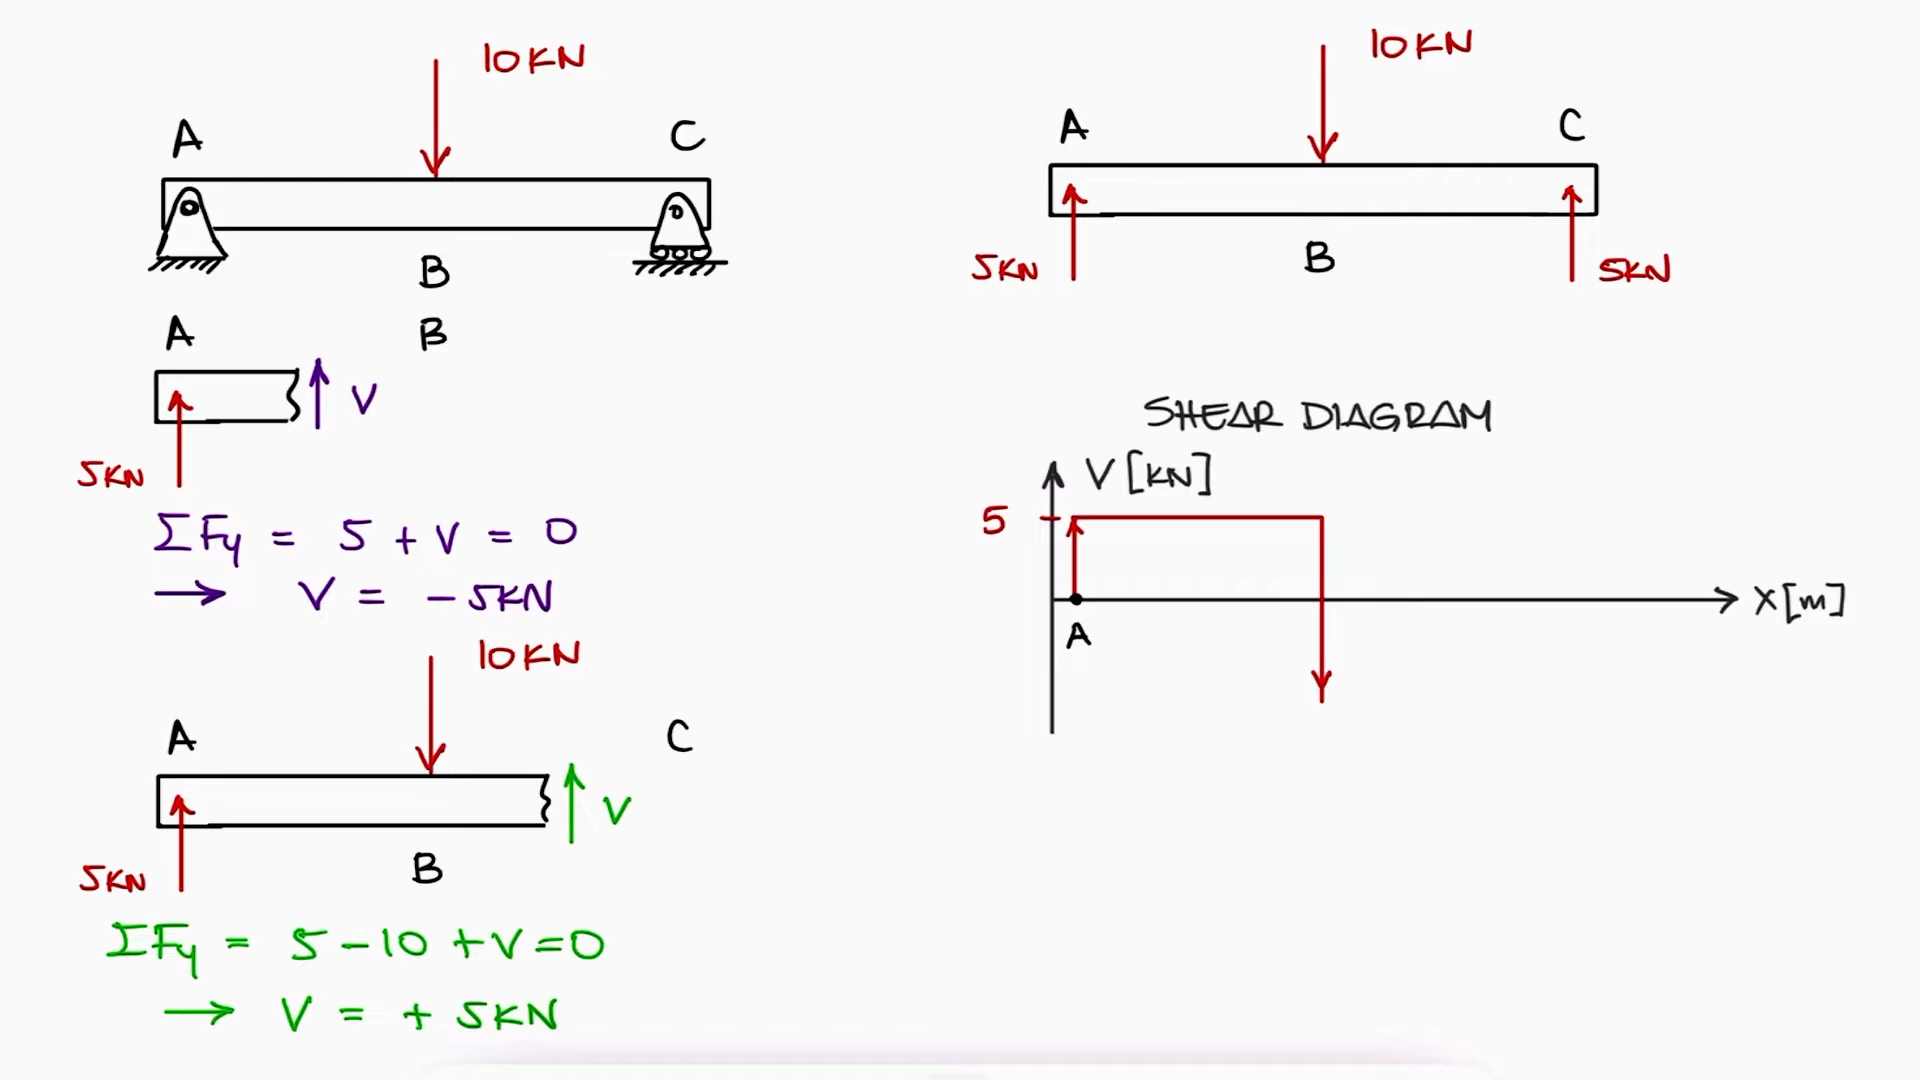 10KN
A
C
B
A
B
V
5KN
ΣFy = 5 + V = 0
→ V = -5KN
10KN
A
C
V
B
5KN
ΣFy = 5 - 10 + V = 0
→ V = + 5KN
10KN
A
C
5KN
B
5KN
SHEAR DIAGRAM
V [KN]
5
X [m]
A